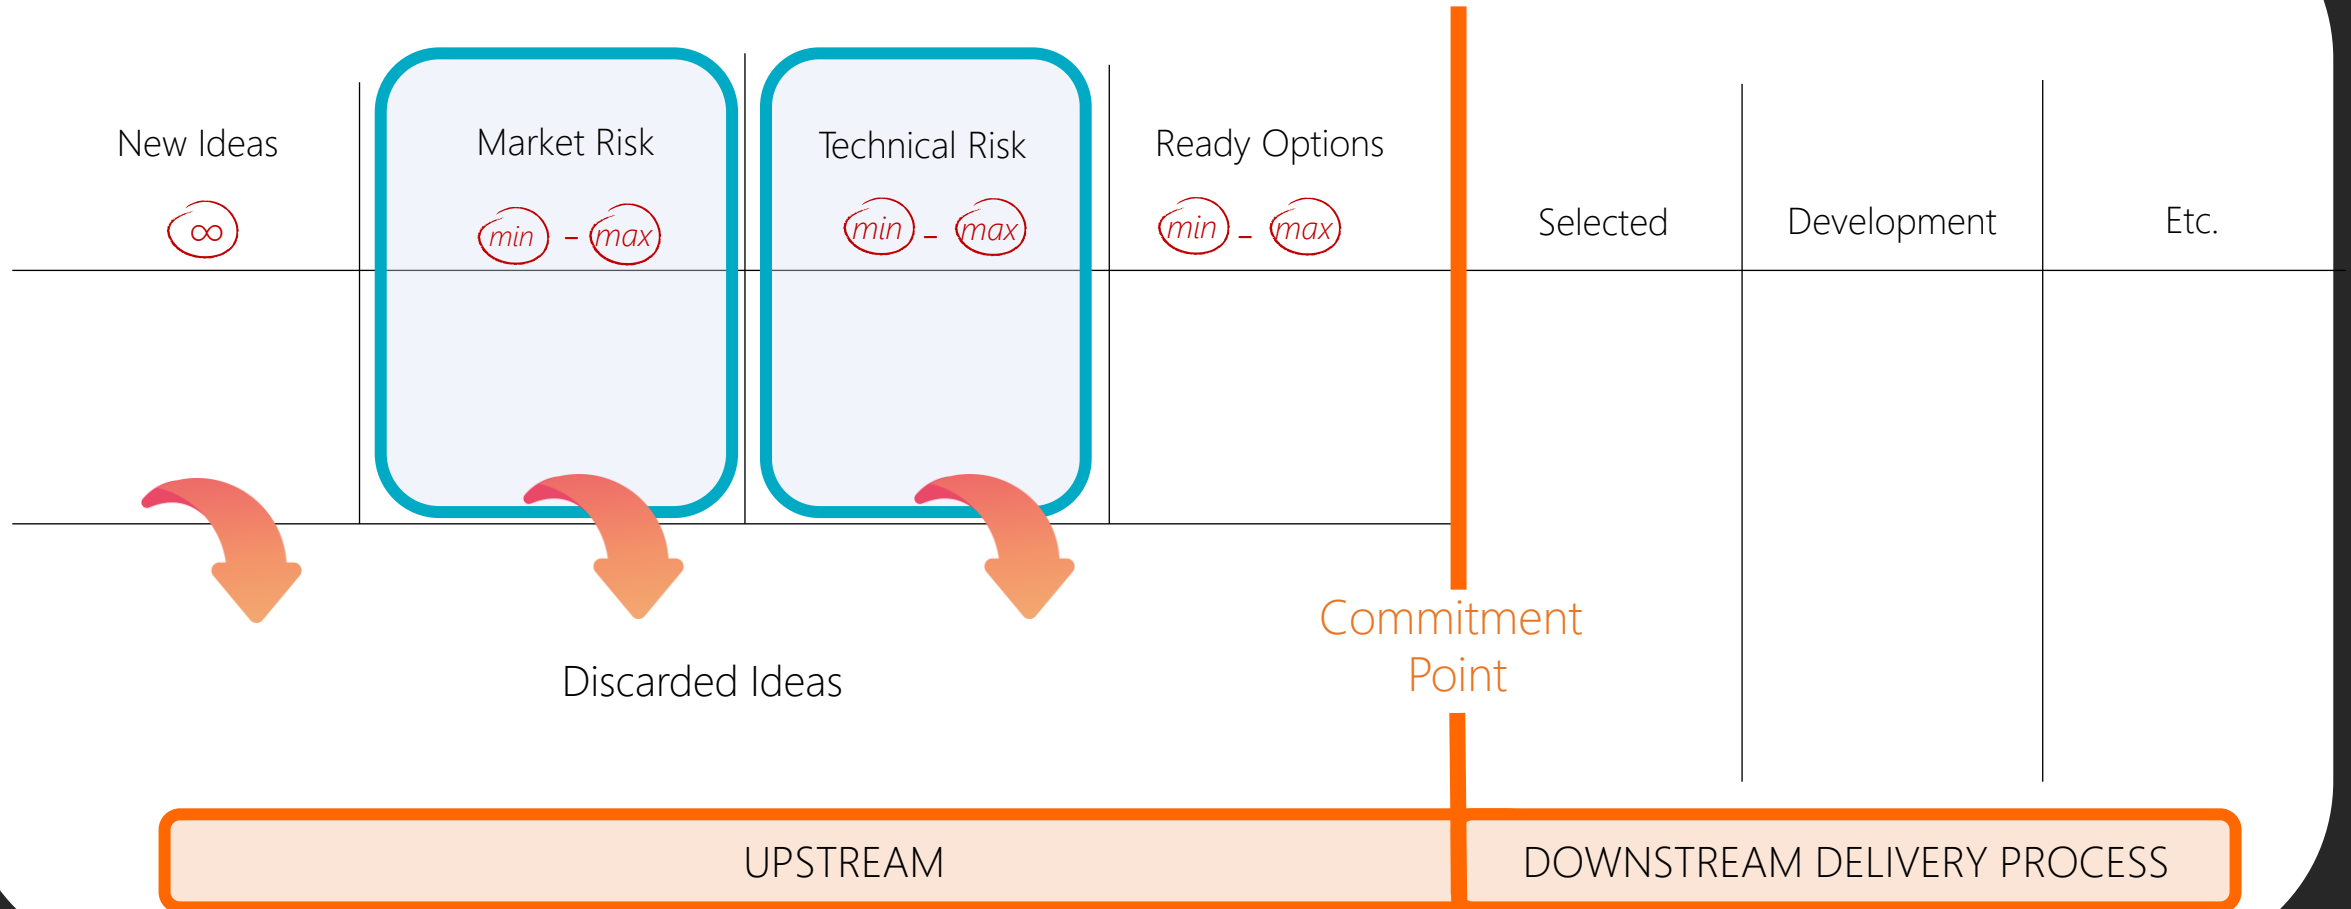 New Ideas
∞
Market Risk
min - max
Technical Risk
min - max
Ready Options
min - max
Selected
Development
Etc.
Discarded Ideas
Commitment
Point
UPSTREAM
DOWNSTREAM DELIVERY PROCESS